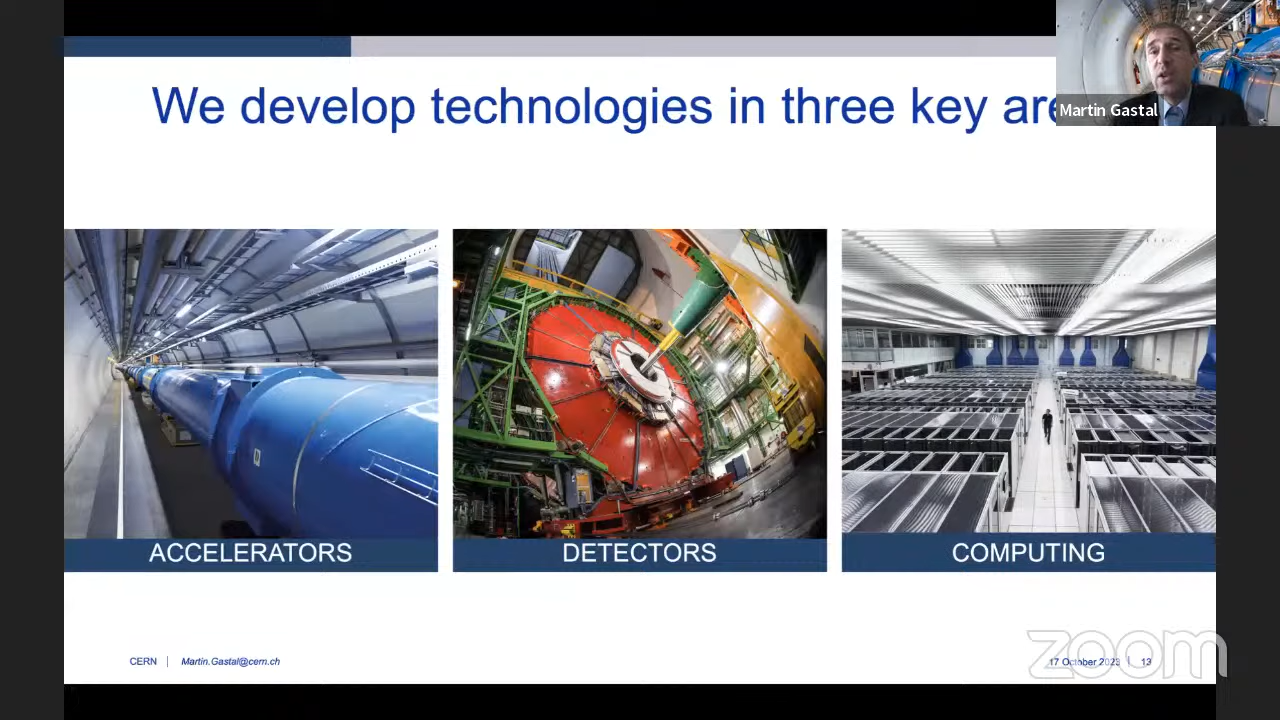 We develop technologies in three key are
Martin Gastal
ACCELERATORS
DETECTORS
COMPUTING
CERN
Martin.Gastal@cern.ch
17 October 2023
13
zoom